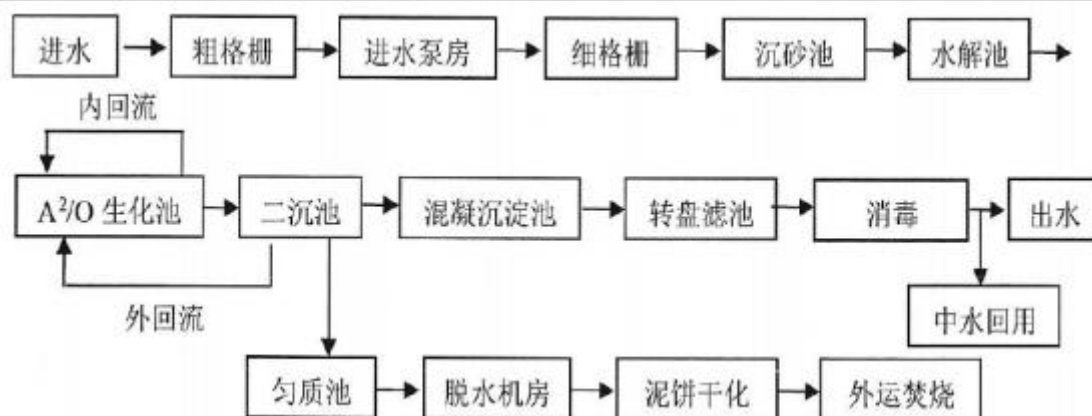 进水 粗格栅 进水泵房 细格栅 沉砂池 水解池
内回流
A²/O 生化池 二沉池 混凝沉淀池 转盘滤池 消毒 出水
外回流 中水回用
匀质池 脱水机房 泥饼干化 外运焚烧